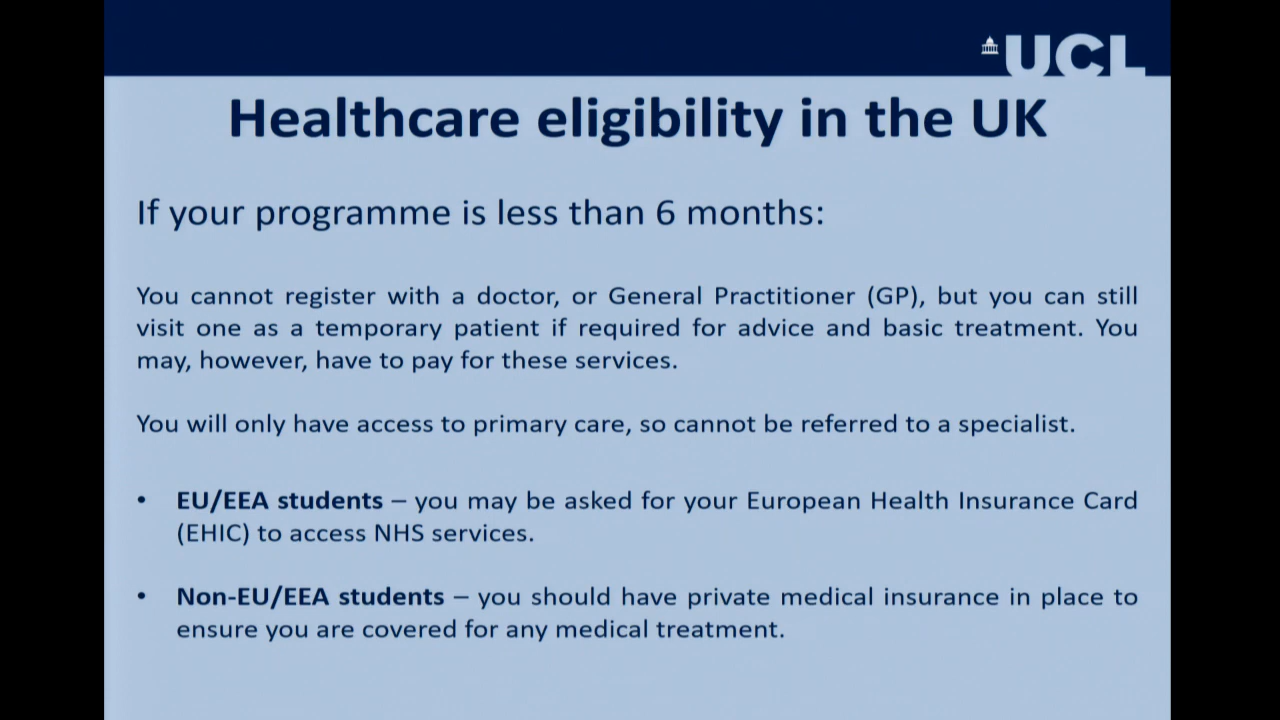 UCL
Healthcare eligibility in the UK
If your programme is less than 6 months:
You cannot register with a doctor, or General Practitioner (GP), but you can still
visit one as a temporary patient if required for advice and basic treatment. You
may, however, have to pay for these services.
You will only have access to primary care, so cannot be referred to a specialist.
• EU/EEA students – you may be asked for your European Health Insurance Card
(EHIC) to access NHS services.
• Non-EU/EEA students – you should have private medical insurance in place to
ensure you are covered for any medical treatment.